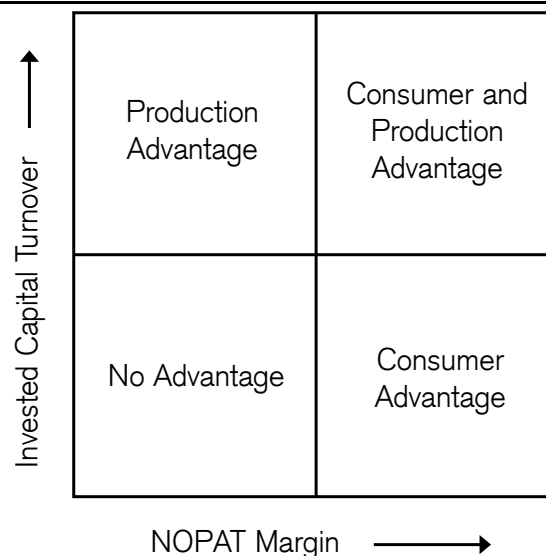 Production
Advantage
Consumer and
Production
Advantage
Invested Capital Turnover
No Advantage
Consumer
Advantage
NOPAT Margin